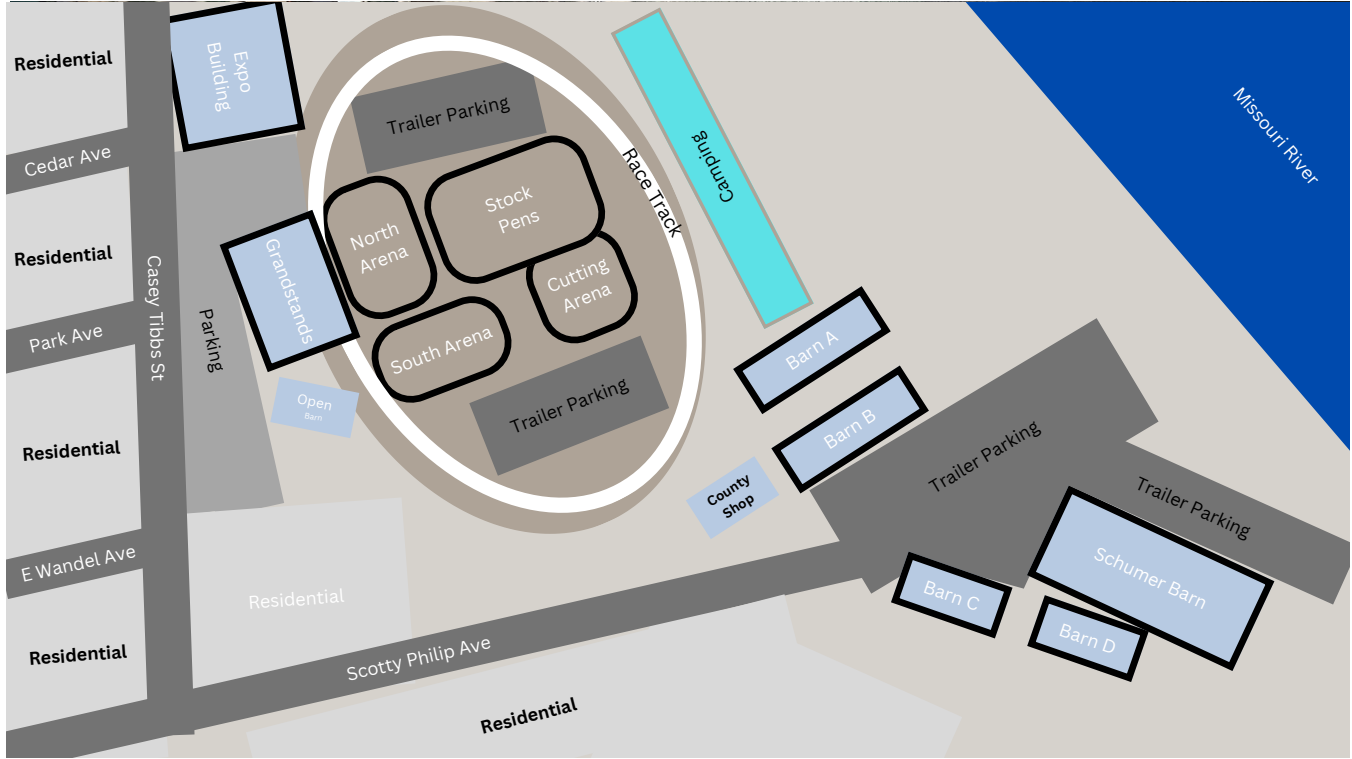 Residential
Expo
Building
Cedar Ave
Trailer Parking
Camping
Missouri River
Race Track
Residential
Casey Tibbs St
Stock
Pens
North
Arena
Grandstands
Cutting
Arena
Park Ave
Parking
South Arena
Barn A
Open
Barn
Trailer Parking
Barn B
Residential
County
Shop
Trailer Parking
Trailer Parking
E Wandel Ave
Residential
Schumer Barn
Barn C
Barn D
Residential
Scotty Philip Ave
Residential